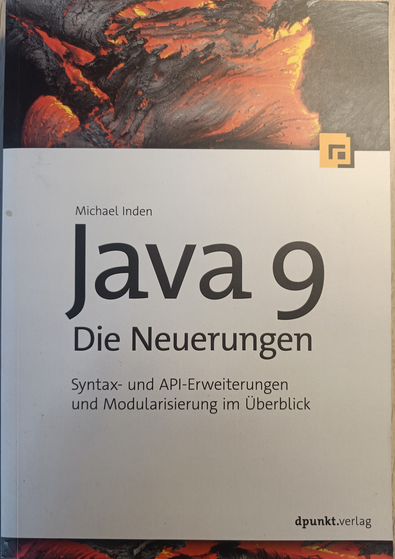 Michael Inden
Java 9
Die Neuerungen
Syntax- und API-Erweiterungen
und Modularisierung im Überblick
dpunkt.verlag